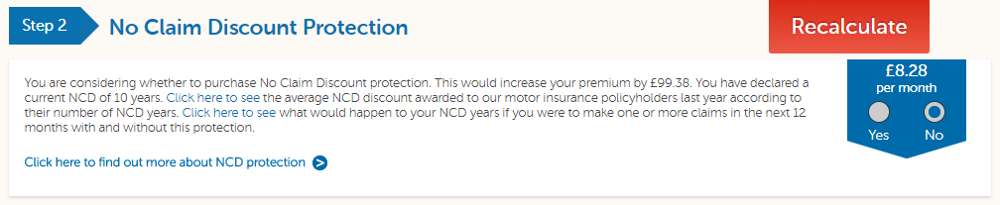 Step 2
No Claim Discount Protection
Recalculate
You are considering whether to purchase No Claim Discount protection. This would increase your premium by £99.38. You have declared a
current NCD of 10 years. Click here to see the average NCD discount awarded to our motor insurance policyholders last year according to
their number of NCD years. Click here to see what would happen to your NCD years if you were to make one or more claims in the next 12
months with and without this protection.
Click here to find out more about NCD protection
£8.28
per month
Yes No